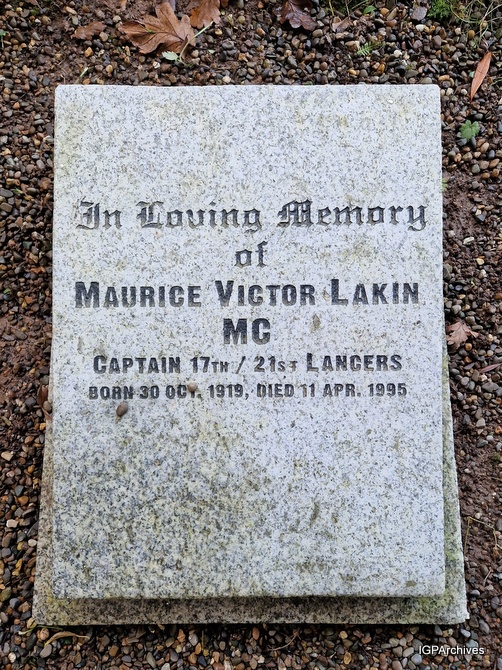 In Loving Memory
of
MAURICE VICTOR LAKIN
MC
CAPTAIN 17TH / 21ST LANCERS
BORN 30 OCT. 1919, DIED 11 APR. 1995
IGPArchives